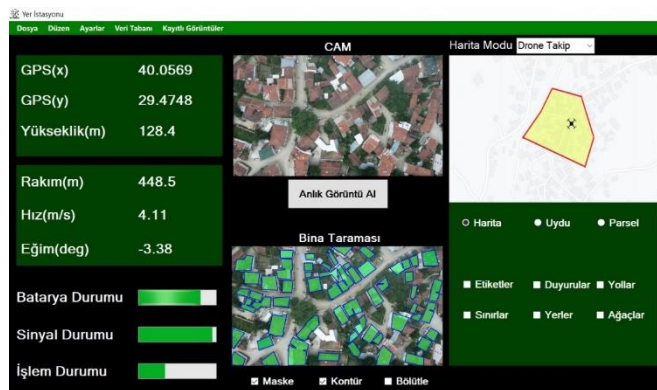 Yer İstasyonu
Dosya Düzen Ayarlar Veri Tabanı Kayıtlı Görüntüler
GPS(x) 40.0569
GPS(y) 29.4748
Yükseklik(m) 128.4
Rakım(m) 448.5
Hız(m/s) 4.11
Eğim(deg) -3.38
Batarya Durumu
Sinyal Durumu
İşlem Durumu
CAM
Anlık Görüntü Al
Bina Taraması
Maske Kontür Bölütle
Harita Modu Drone Takip
Harita Uydu Parsel
Etiketler Duyurular Yollar
Sınırlar Yerler Ağaçlar